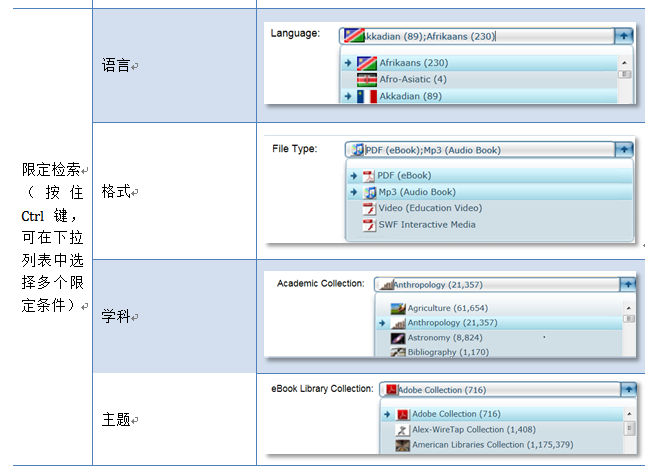 限定检索
（按住
Ctrl 键，
可在下拉
列表中选
择多个限
定条件）
语言
Language:
kkadian (89);Afrikaans (230)
Afrikaans (230)
Afro-Asiatic (4)
Akkadian (89)
格式
File Type:
PDF (eBook);Mp3 (Audio Book)
PDF (eBook)
Mp3 (Audio Book)
Video (Education Video)
SWF Interactive Media
学科
Academic Collection:
Anthropology (21,357)
Agriculture (61,654)
Anthropology (21,357)
Astronomy (8,824)
Bibliography (1,170)
主题
eBook Library Collection:
Adobe Collection (716)
Adobe Collection (716)
Alex-WireTap Collection (1,408)
American Libraries Collection (1,175,379)